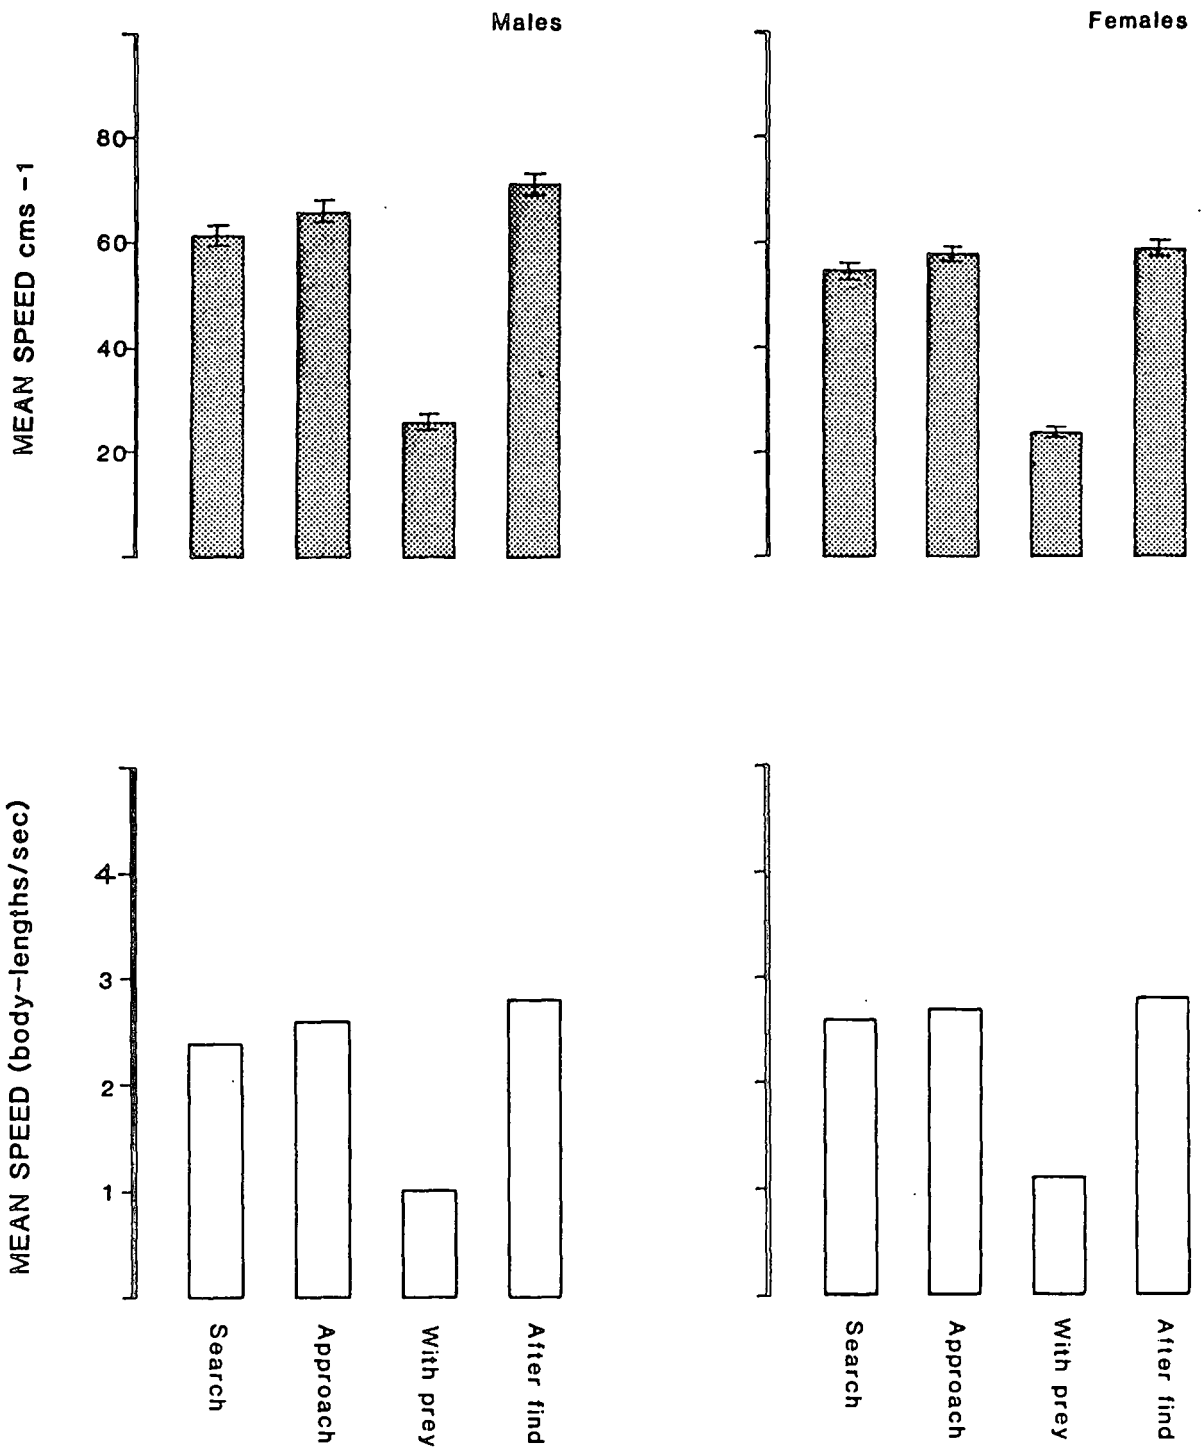 Males
Females
MEAN SPEED cms -1
80
60
40
20
MEAN SPEED (body-lengths/sec)
4
3
2
1
Search
Approach
With prey
After find
Search
Approach
With prey
After find